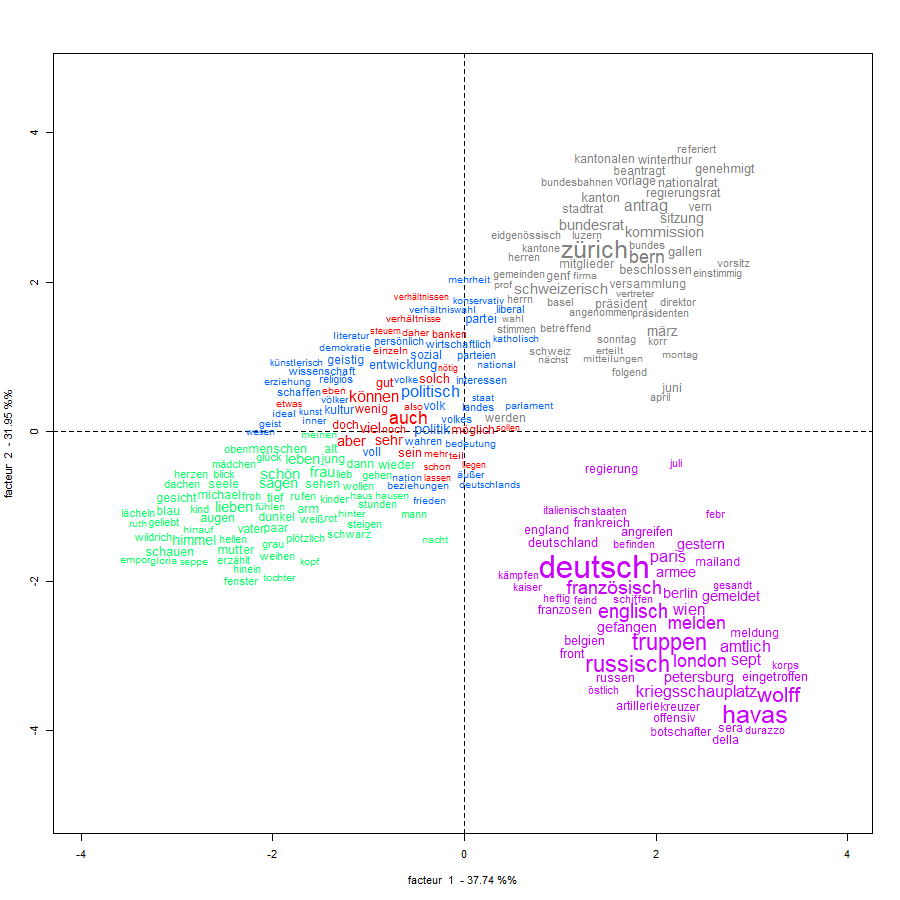 referiert
kantonalen winterthur
beantragt genehmigt
bundesbahnen vorlage nationalrat
kanton regierungsrat
stadtrat antrag vern
sitzung
bundesrat kommission
eidgenössisch luzern
kantone zürich bundes
herren bern gallen
mitglieder vorsitz
beschlossen
gemeinden genf firma einstimmig
mehrheit prof versammlung
schweizerisch
verhältnissen vertreter
konservativ herrn basel präsident direktor
verhältniswahl liberal
angenommen präsidenten
verhältnisse partei wahl
steuern daher banken stimmen betreffend märz
literatur katholisch sonntag korr
persönlich wirtschaftlich
demokratie einzeln schweiz erteilt montag
sozial parteien nächst mitteilungen
künstlerisch geistig entwicklung nötig national
wissenschaft folgend
erziehung religiös gut volke solch interessen
schaffen eben können politisch juni
völker staat april
etwas kultur wenig also volk landes parlament
ideal kunst auch
inner volkes werden
geist doch viel noch politik möglich sollen
wesen meinen
aber sehr wahren bedeutung
oben menschen alt voll sein mehr teil
glück leben jung
mädchen dann wieder schon liegen
herzen blick schön frau lieb gehen nation lassen äußer
regierung juli
dachen seele sagen sehen wollen beziehungen deutschlands
gesicht michael froh tief rufen kinder haus hausen frieden
lächeln blau kind lieben fühlen arm stunden
italienisch staaten febr
ruth geliebt augen dunkel weiß rot hinter mann
frankreich
hinauf vater paar steigen england angreifen
wildrich himmel hellen plötzlich schwarz nacht deutschland befinden gestern
schauen mutter grau
empor gloria seppe erzählt weihen kopf paris mailand
hinein kämpfen deutsch armee
fenster tochter
kaiser französisch gesandt
heftig feind schiffen berlin gemeldet
franzosen englisch wien
gefangen melden
meldung
belgien truppen amtlich
front russisch london sept korps
russen petersburg eingetroffen
östlich kriegsschauplatz wolff
artillerie kreuzer
offensiv havas
botschafter sera durazzo
della
4
2
0
-2
-4
facteur 2 - 31.95 %%
-4 -2 0 2 4
facteur 1 - 37.74 %%